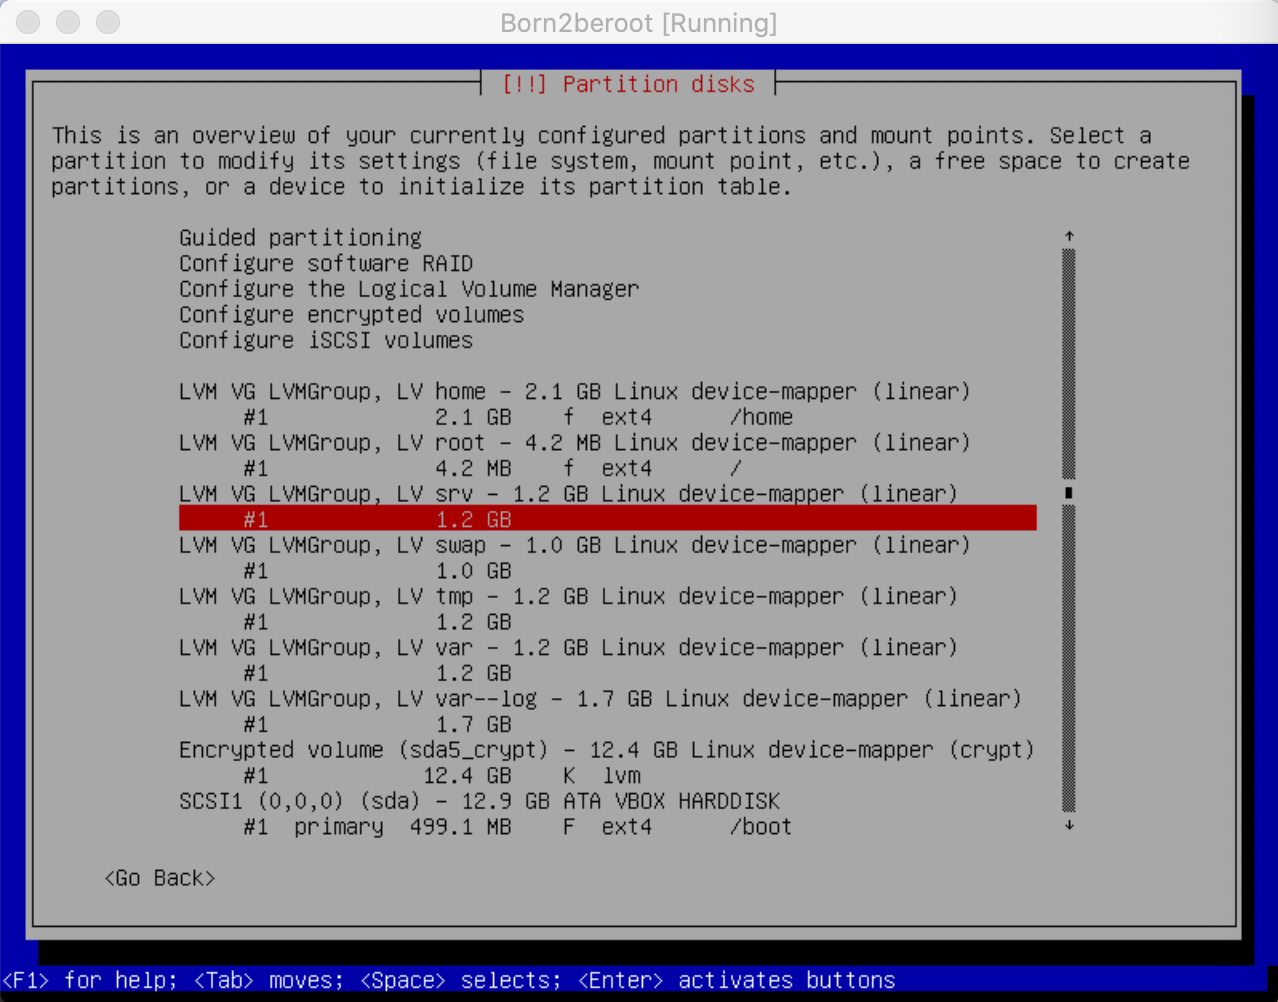 Born2beroot [Running]
[!!] Partition disks
This is an overview of your currently configured partitions and mount points. Select a
partition to modify its settings (file system, mount point, etc.), a free space to create
partitions, or a device to initialize its partition table.
Guided partitioning
Configure software RAID
Configure the Logical Volume Manager
Configure encrypted volumes
Configure iSCSI volumes
LVM VG LVMGroup, LV home - 2.1 GB Linux device-mapper (linear)
#1 2.1 GB f ext4 /home
LVM VG LVMGroup, LV root - 4.2 MB Linux device-mapper (linear)
#1 4.2 MB f ext4 /
LVM VG LVMGroup, LV srv - 1.2 GB Linux device-mapper (linear)
#1 1.2 GB
LVM VG LVMGroup, LV swap - 1.0 GB Linux device-mapper (linear)
#1 1.0 GB
LVM VG LVMGroup, LV tmp - 1.2 GB Linux device-mapper (linear)
#1 1.2 GB
LVM VG LVMGroup, LV var - 1.2 GB Linux device-mapper (linear)
#1 1.2 GB
LVM VG LVMGroup, LV var--log - 1.7 GB Linux device-mapper (linear)
#1 1.7 GB
Encrypted volume (sda5_crypt) - 12.4 GB Linux device-mapper (crypt)
#1 12.4 GB K lvm
SCSI1 (0,0,0) (sda) - 12.9 GB ATA VBOX HARDDISK
#1 primary 499.1 MB F ext4 /boot
<Go Back>
<F1> for help; <Tab> moves; <Space> selects; <Enter> activates buttons